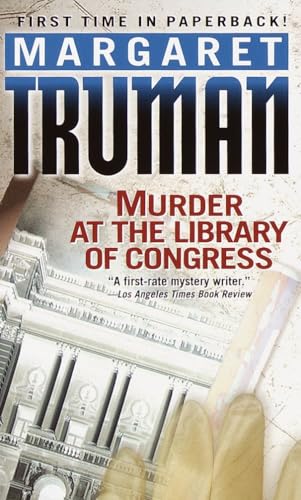 FIRST TIME IN PAPERBACK!
MARGARET
TRUMAN
MURDER
AT THE LIBRARY
OF CONGRESS
"A first-rate mystery writer."
—Los Angeles Times Book Review